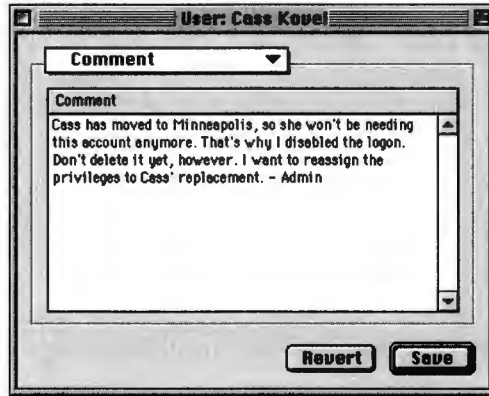 User: Cass Kovel
Comment
Comment
Cass has moved to Minneapolis, so she won't be needing
this account anymore. That's why I disabled the logon.
Don't delete it yet, however. I want to reassign the
privileges to Cass' replacement. – Admin
Revert
Save